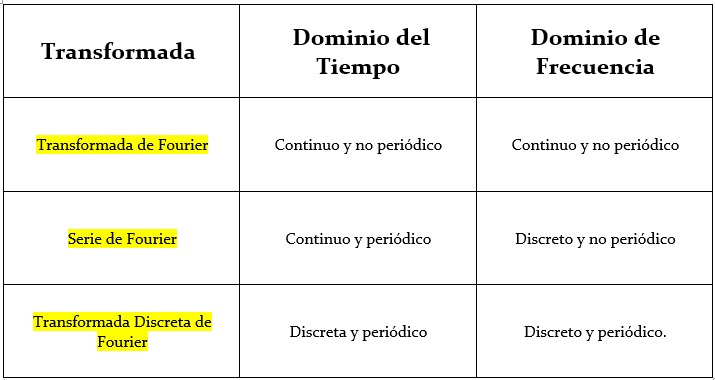 Transformada
Dominio del
Tiempo
Dominio de
Frecuencia
Transformada de Fourier
Continuo y no periódico
Continuo y no periódico
Serie de Fourier
Continuo y periódico
Discreto y no periódico
Transformada Discreta de
Fourier
Discreta y periódico
Discreto y periódico.